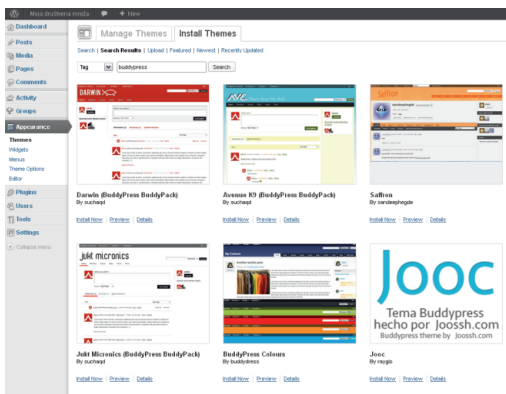 Moja društvena mreža + New
Dashboard
Posts
Media
Pages
Comments
Activity
Groups
Appearance
Themes
Widgets
Menus
Theme Options
Editor
Plugins
Users
Tools
Settings
Collapse menu
Manage Themes Install Themes
Search | Search Results | Upload | Featured | Newest | Recently Updated
Tag buddypress Search
DARWIN
AVE
Saffron
Darwin (BuddyPress BuddyPack) Avenue K9 (BuddyPress BuddyPack) Saffron
By suchaqd By suchaqd By sandeephegde
Install Now | Preview | Details Install Now | Preview | Details Install Now | Preview | Details
jukt micronics
Jooc
Tema Buddypress
hecho por Joossh.com
Buddypress theme by Joossh.com
Jukt Micronics (BuddyPress BuddyPack) BuddyPress Colours Jooc
By suchaqd By buddydress By raygio
Install Now | Preview | Details Install Now | Preview | Details Install Now | Preview | Details